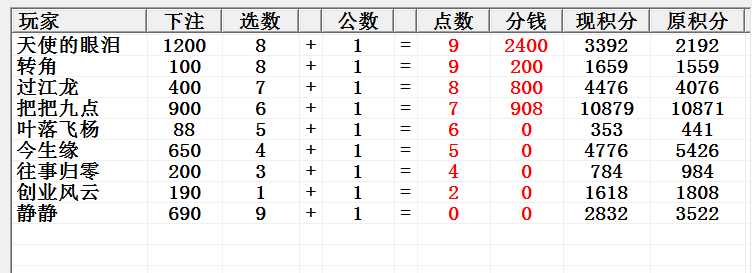 玩家 下注 选数 公数 点数 分钱 现积分 原积分
天使的眼泪 1200 8 + 1 = 9 2400 3392 2192
转角 100 8 + 1 = 9 200 1659 1559
过江龙 400 7 + 1 = 8 800 4476 4076
把把九点 900 6 + 1 = 7 908 10879 10871
叶落飞杨 88 5 + 1 = 6 0 353 441
今生缘 650 4 + 1 = 5 0 4776 5426
往事归零 200 3 + 1 = 4 0 784 984
创业风云 190 1 + 1 = 2 0 1618 1808
静静 690 9 + 1 = 0 0 2832 3522